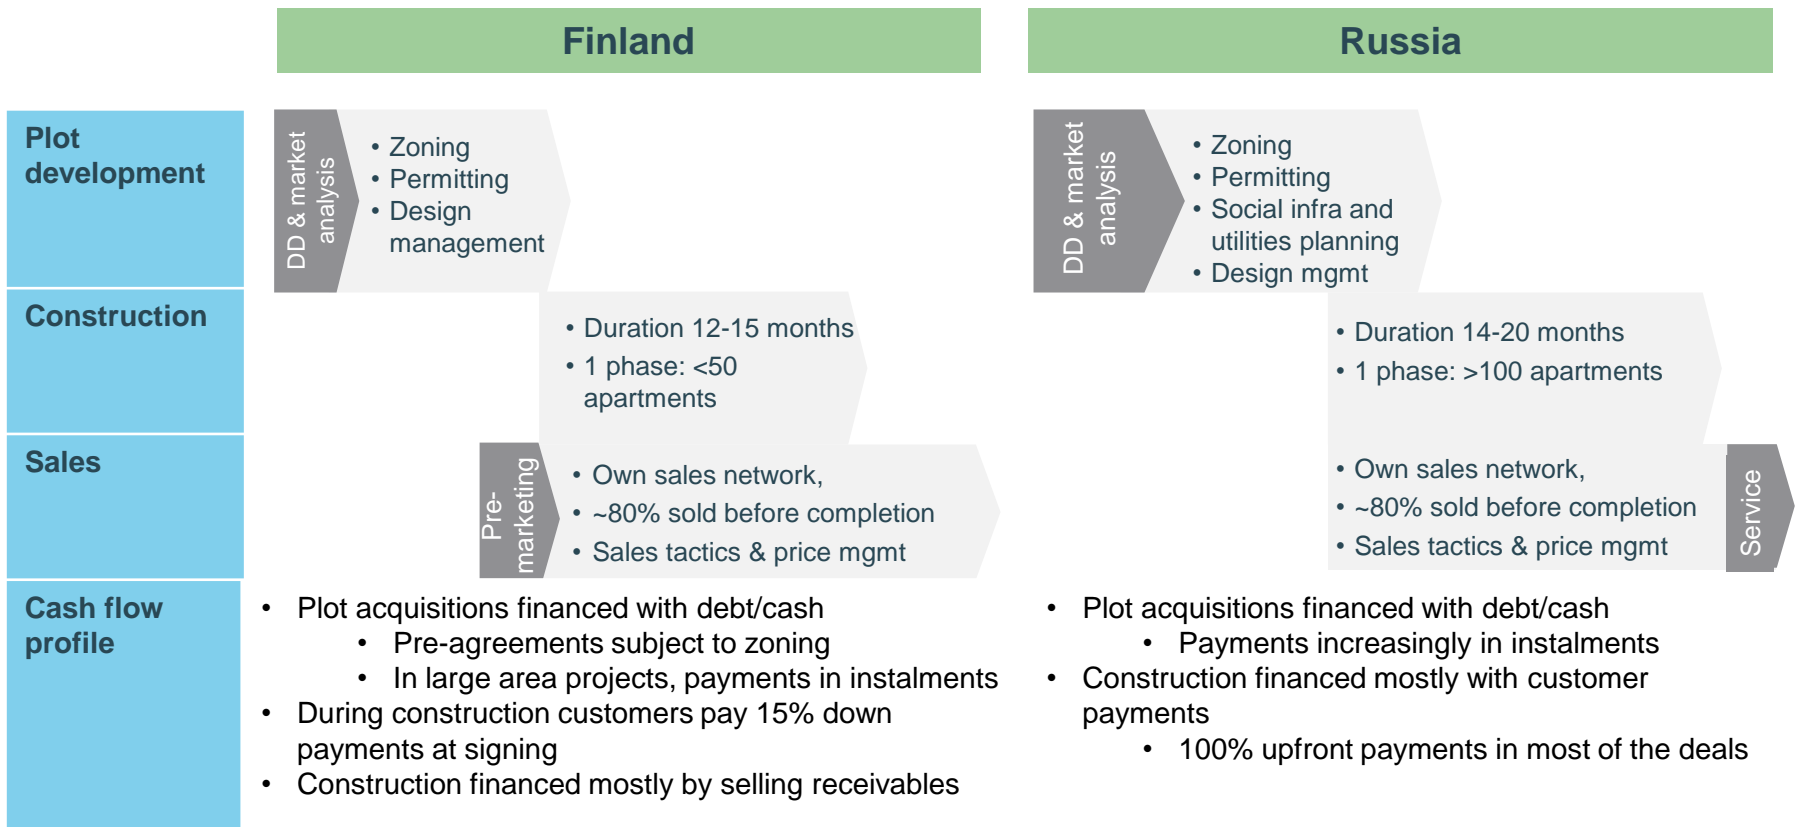 Finland
Russia
Plot
development
DD & market
analysis
• Zoning
• Permitting
• Design
management
DD & market
analysis
• Zoning
• Permitting
• Social infra and
utilities planning
• Design mgmt
Construction
• Duration 12-15 months
• 1 phase: <50
apartments
• Duration 14-20 months
• 1 phase: >100 apartments
Sales
Pre-
marketing
• Own sales network,
• ~80% sold before completion
• Sales tactics & price mgmt
• Own sales network,
• ~80% sold before completion
• Sales tactics & price mgmt
Service
Cash flow
profile
• Plot acquisitions financed with debt/cash
• Pre-agreements subject to zoning
• In large area projects, payments in instalments
• During construction customers pay 15% down
payments at signing
• Construction financed mostly by selling receivables
• Plot acquisitions financed with debt/cash
• Payments increasingly in instalments
• Construction financed mostly with customer
payments
• 100% upfront payments in most of the deals